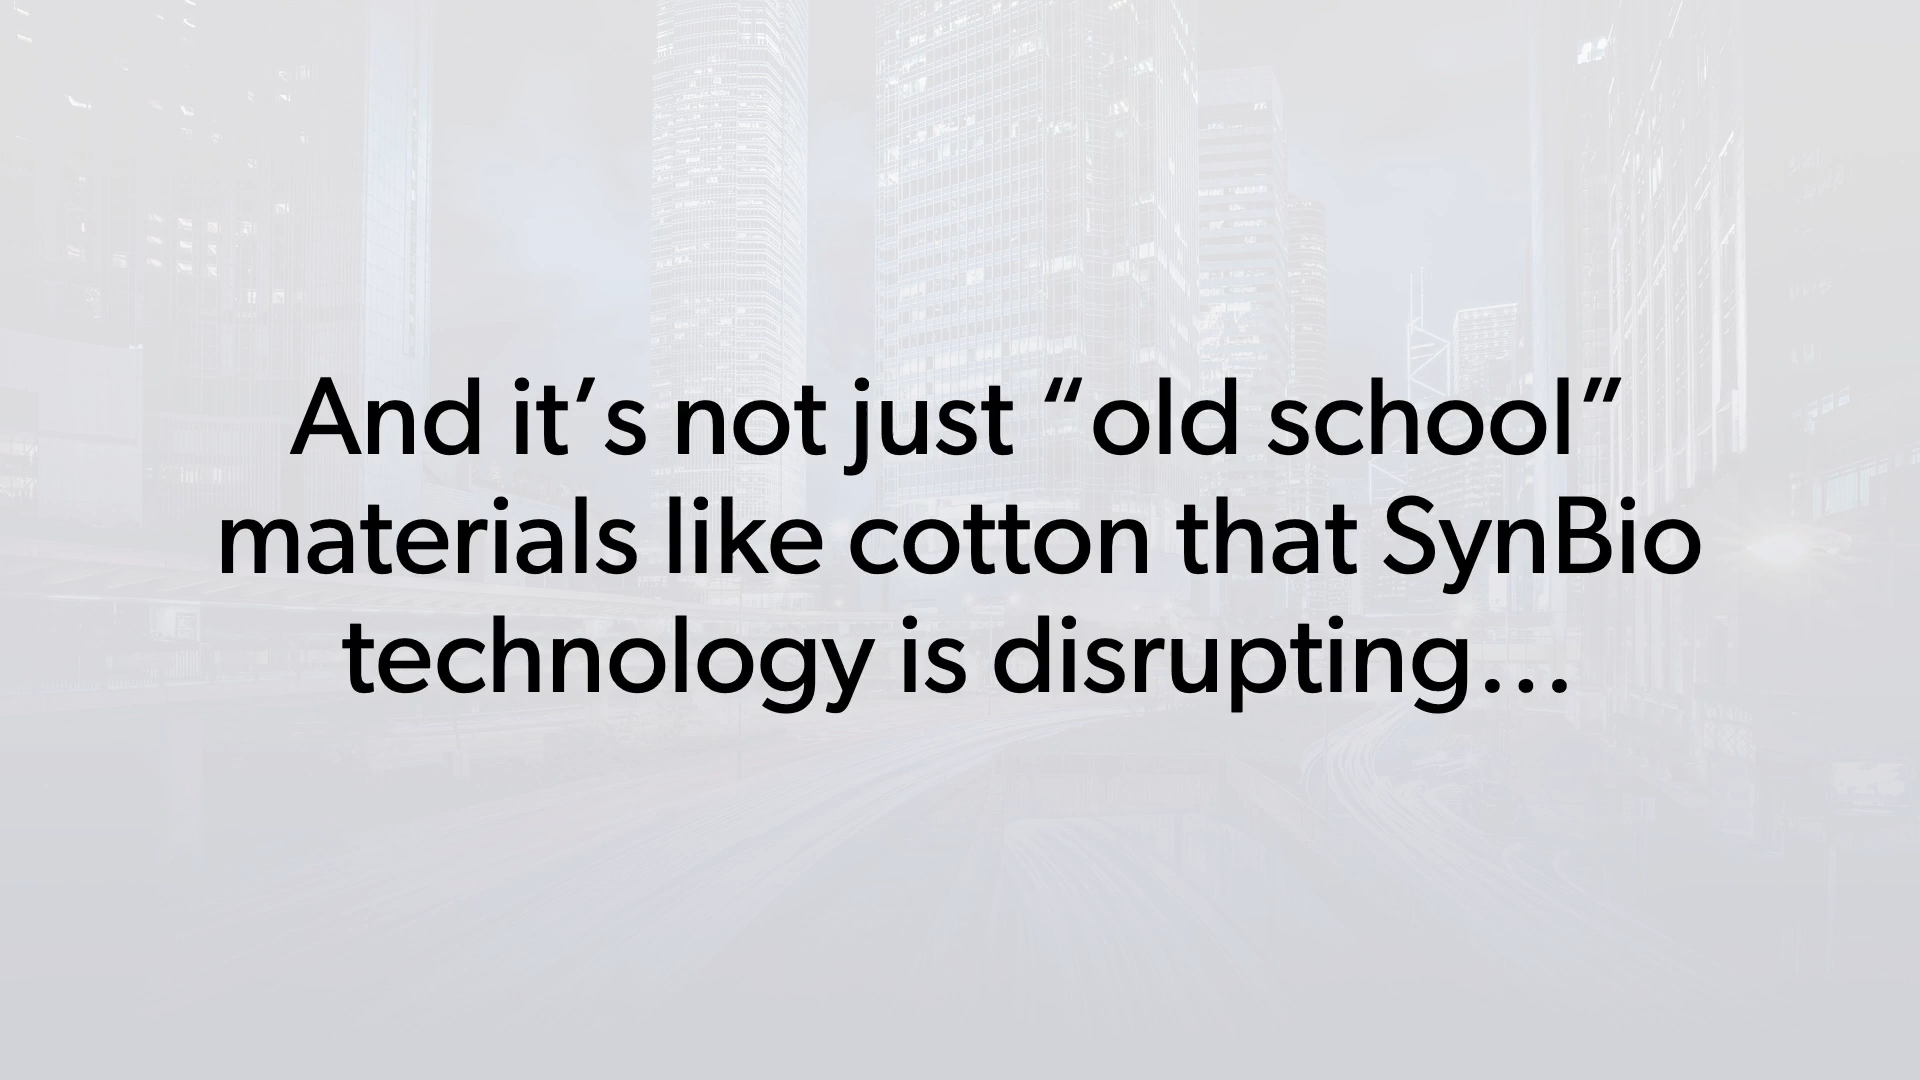 And it’s not just “old school”
materials like cotton that SynBio
technology is disrupting…